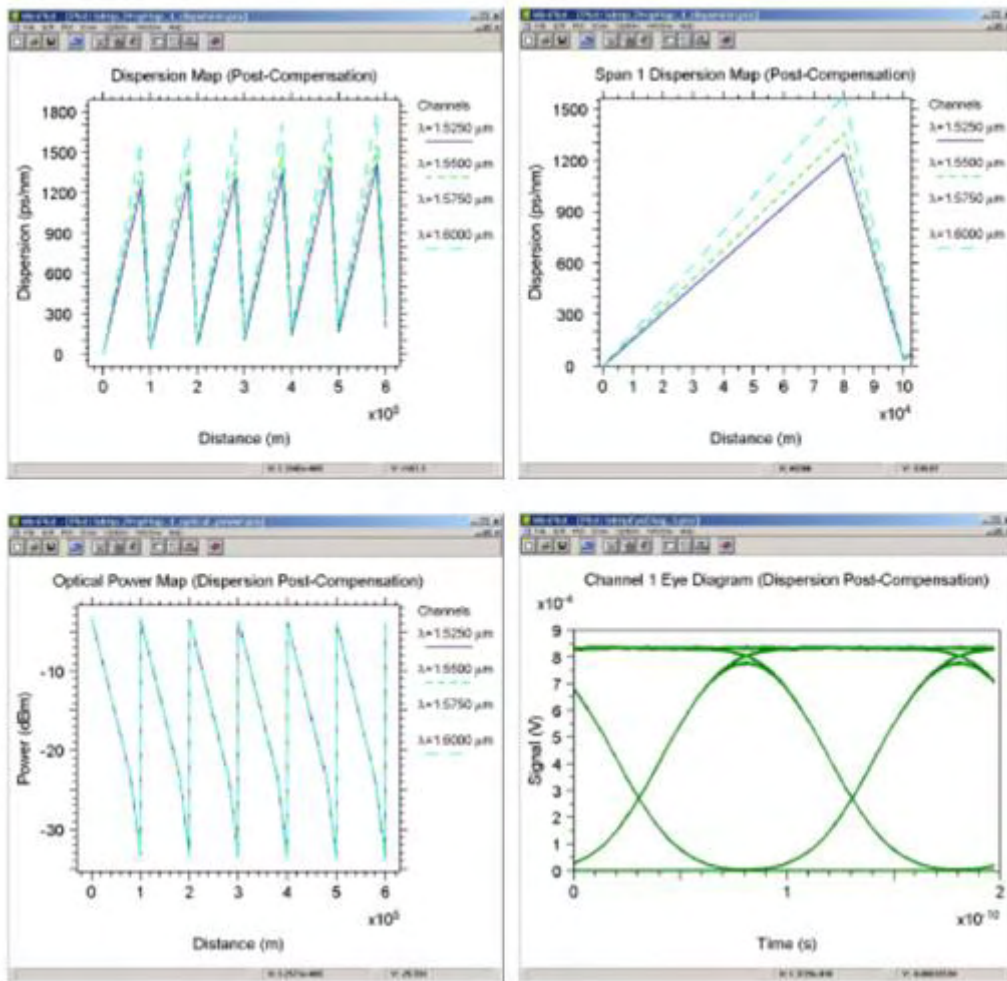 Dispersion Map (Post-Compensation)
Channels
λ=1.5250 μm
λ=1.5500 μm
λ=1.5750 μm
λ=1.6000 μm
Dispersion (ps/nm)
1800
1500
1200
900
600
300
0
0 1 2 3 4 5 6
x10⁵
Distance (m)
Span 1 Dispersion Map (Post-Compensation)
Channels
λ=1.5250 μm
λ=1.5500 μm
λ=1.5750 μm
λ=1.6000 μm
Dispersion (ps/nm)
1500
1200
900
600
300
0
0 1 2 3 4 5 6 7 8 9 10
x10⁴
Distance (m)
Optical Power Map (Dispersion Post-Compensation)
Channels
λ=1.5250 μm
λ=1.5500 μm
λ=1.5750 μm
λ=1.6000 μm
Power (dBm)
-10
-20
-30
0 1 2 3 4 5 6
x10⁵
Distance (m)
Channel 1 Eye Diagram (Dispersion Post-Compensation)
Signal (V)
9
8
7
6
5
4
3
2
1
0
0 1 2
x10⁻¹⁰
Time (s)